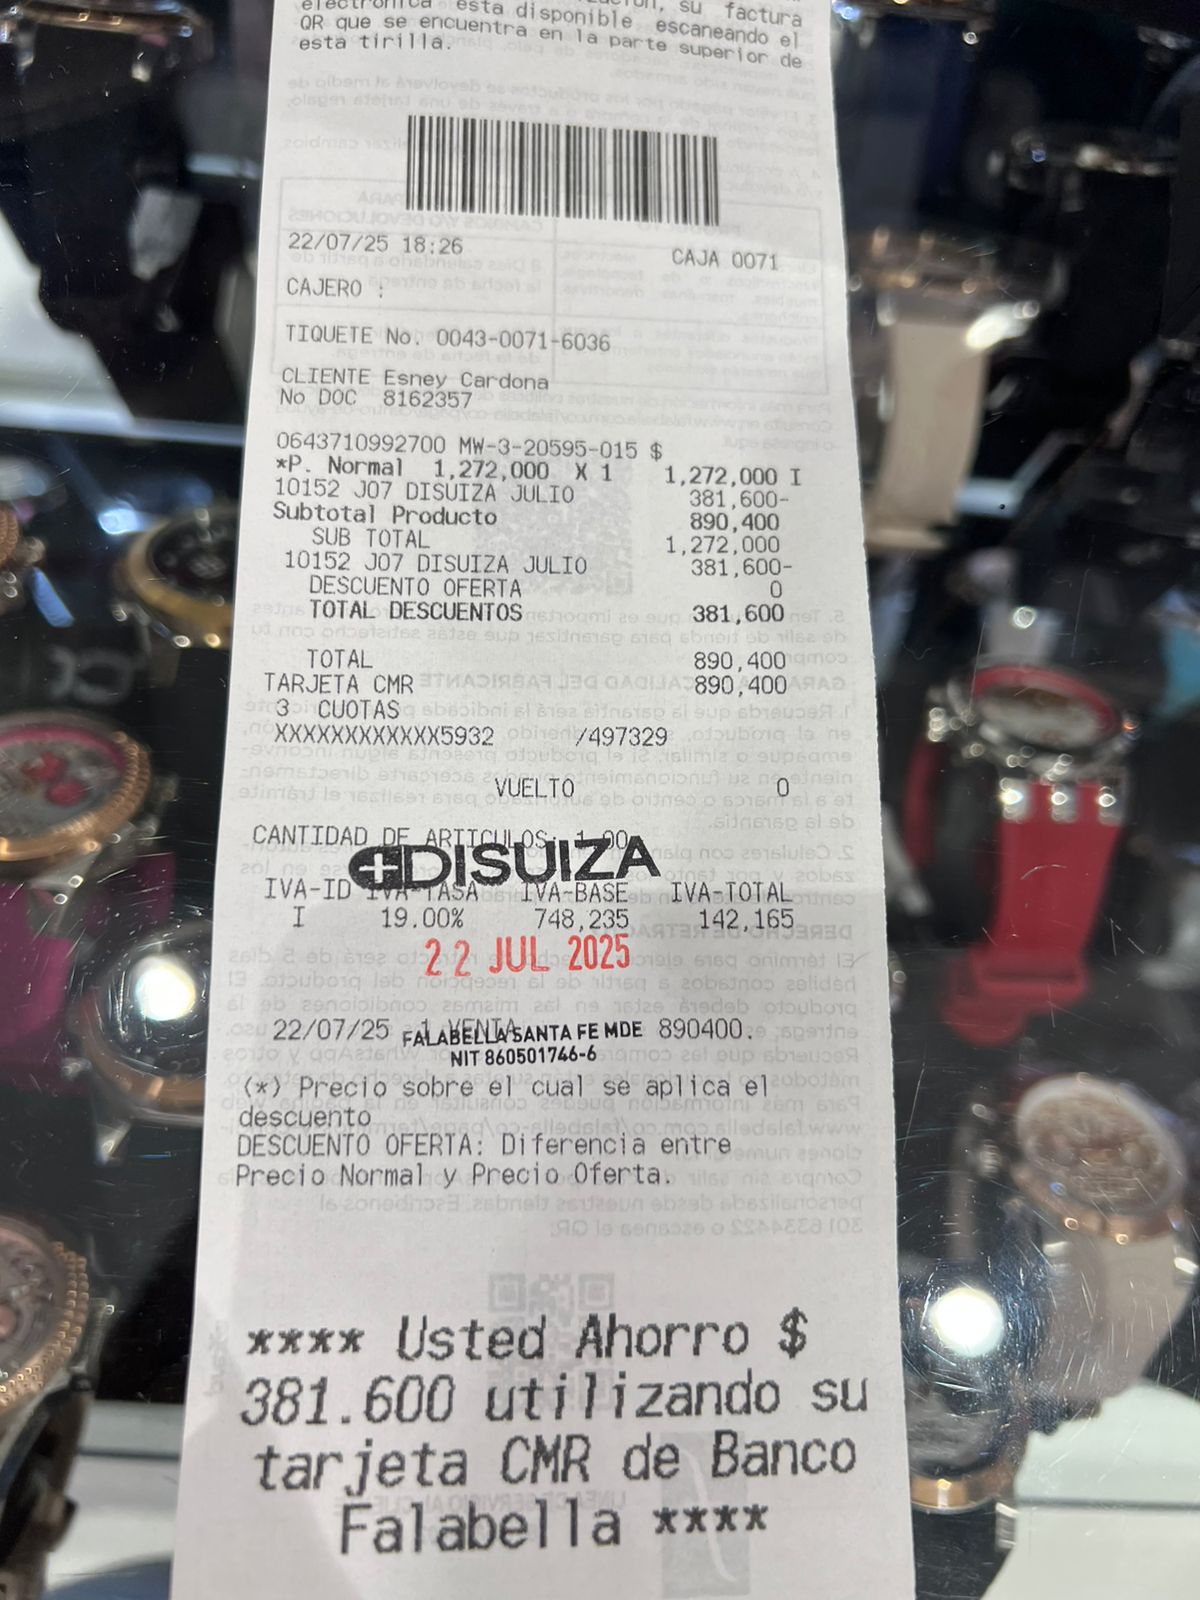 electrónica esta disponible escaneando el
QR que se encuentra en la parte superior de
esta tirilla.
22/07/25 18:26 CAJA 0071
CAJERO :
TIQUETE No. 0043-0071-6036
CLIENTE Esney Cardona
No DOC 8162357
0643710992700 MW-3-20595-015 $
*P. Normal 1,272,000 X 1 1,272,000 I
10152 J07 DISUIZA JULIO 381,600-
Subtotal Producto 890,400
SUB TOTAL 1,272,000
10152 J07 DISUIZA JULIO 381,600-
DESCUENTO OFERTA 0
TOTAL DESCUENTOS 381,600
TOTAL 890,400
TARJETA CMR 890,400
3 CUOTAS
XXXXXXXXXXXX5932 /497329
VUELTO 0
CANTIDAD DE ARTICULOS: 1.00
DISUIZA
IVA-ID IVA-TASA IVA-BASE IVA-TOTAL
I 19.00% 748,235 142,165
22 JUL 2025
22/07/25 1 VENTA 890400.
FALABELLA SANTA FE MDE
NIT 860501746-6
(*) Precio sobre el cual se aplica el
descuento
DESCUENTO OFERTA: Diferencia entre
Precio Normal y Precio Oferta.
**** Usted Ahorro $
381.600 utilizando su
tarjeta CMR de Banco
Falabella ****